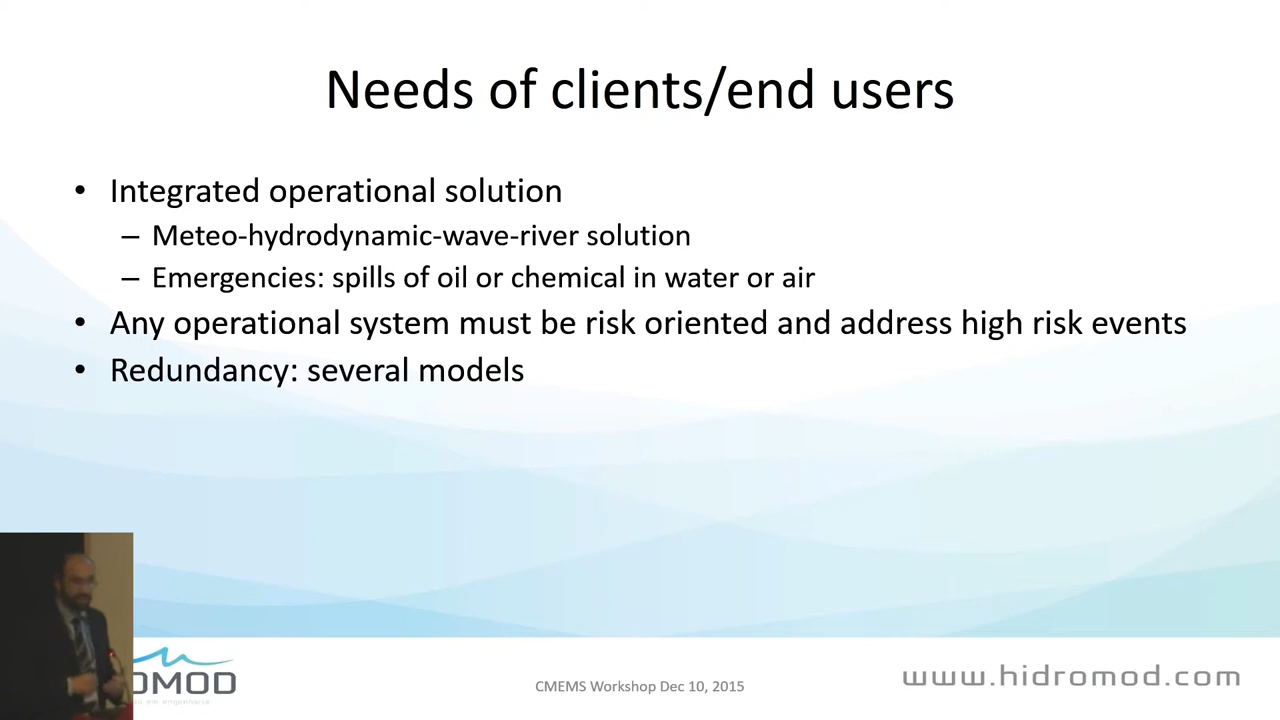 Needs of clients/end users
• Integrated operational solution
– Meteo-hydrodynamic-wave-river solution
– Emergencies: spills of oil or chemical in water or air
• Any operational system must be risk oriented and address high risk events
• Redundancy: several models
OMOD
em engenharia
CMEMS Workshop Dec 10, 2015
www.hidromod.com